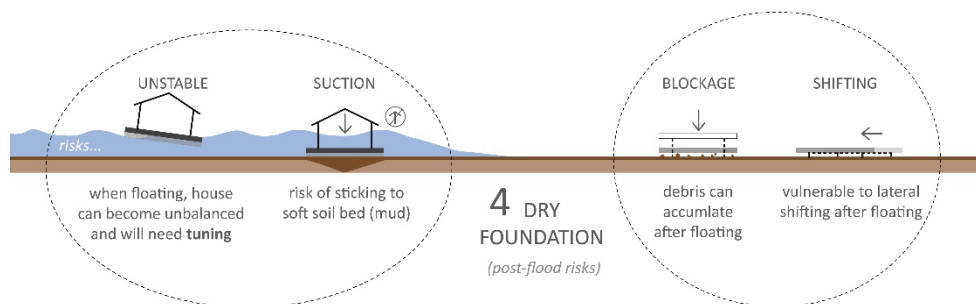 UNSTABLE
SUCTION
BLOCKAGE
SHIFTING
risks...
when floating, house
can become unbalanced
and will need tuning
risk of sticking to
soft soil bed (mud)
4 DRY
FOUNDATION
(post-flood risks)
debris can
accumlate
after floating
vulnerable to lateral
shifting after floating